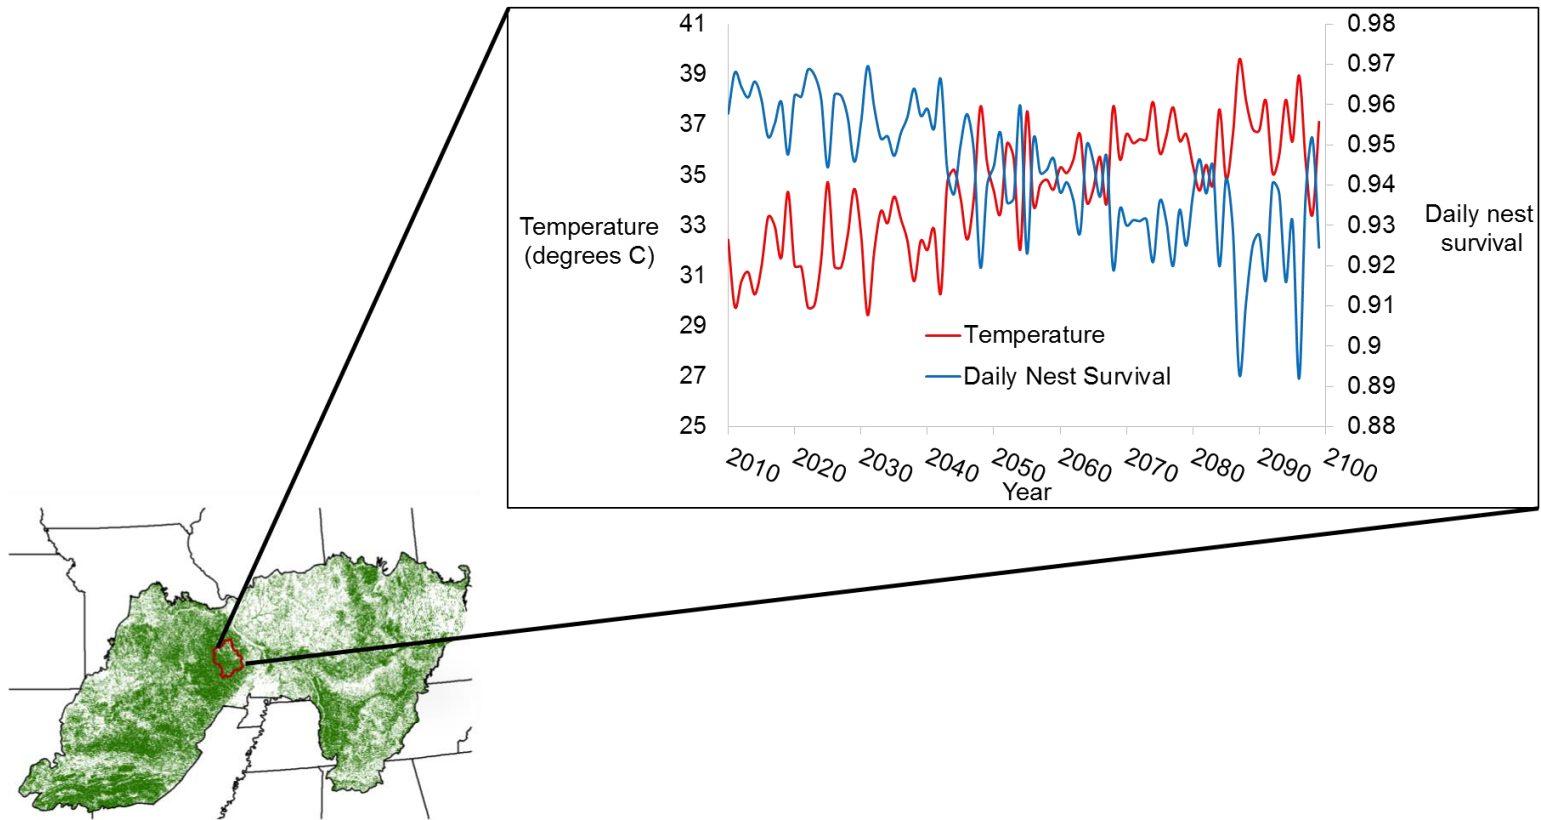 41
39
37
35
33
31
29
27
25
Temperature
(degrees C)
0.98
0.97
0.96
0.95
0.94
0.93
0.92
0.91
0.9
0.89
0.88
Daily nest
survival
Temperature
Daily Nest Survival
2010 2020 2030 2040 2050 2060 2070 2080 2090 2100
Year